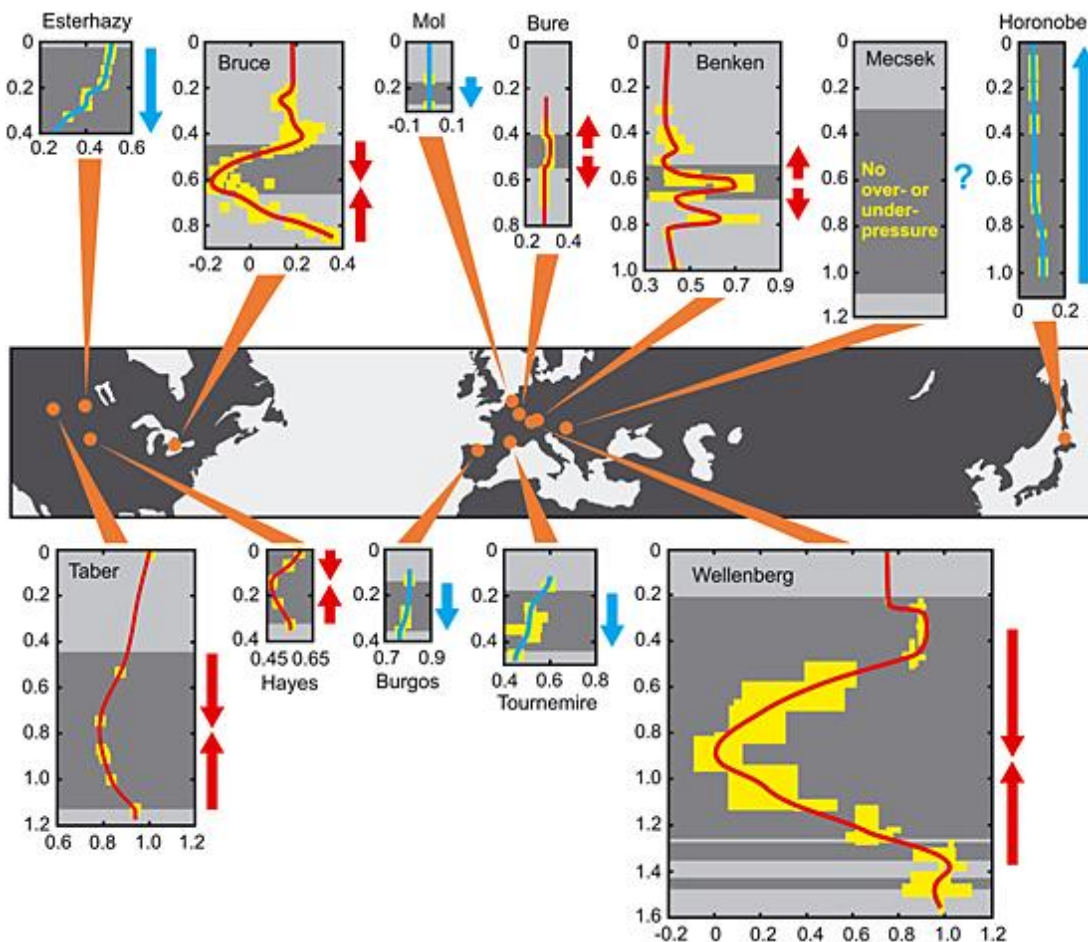 Esterhazy
0
0.2
0.4
0.2 0.4 0.6
Bruce
0
0.2
0.4
0.6
0.8
-0.2 0 0.2 0.4
Mol
0
0.2
-0.1 0.1
Bure
0
0.2
0.4
0.6
0.8
0.2 0.4
Benken
0
0.2
0.4
0.6
0.8
1.0
0.3 0.5 0.7 0.9
Mecsek
0
0.2
0.4
0.6
0.8
1.0
1.2
No
over- or
under-
pressure
?
Horonobe
0
0.2
0.4
0.6
0.8
1.0
0 0.2
Taber
0
0.2
0.4
0.6
0.8
1.0
1.2
0.6 0.8 1.0 1.2
0
0.2
0.4
0.45 0.65
Hayes
0
0.2
0.4
0.7 0.9
Burgos
0
0.2
0.4
0.4 0.6 0.8
Tournemire
Wellenberg
0
0.2
0.4
0.6
0.8
1.0
1.2
1.4
1.6
-0.2 0 0.2 0.4 0.6 0.8 1.0 1.2